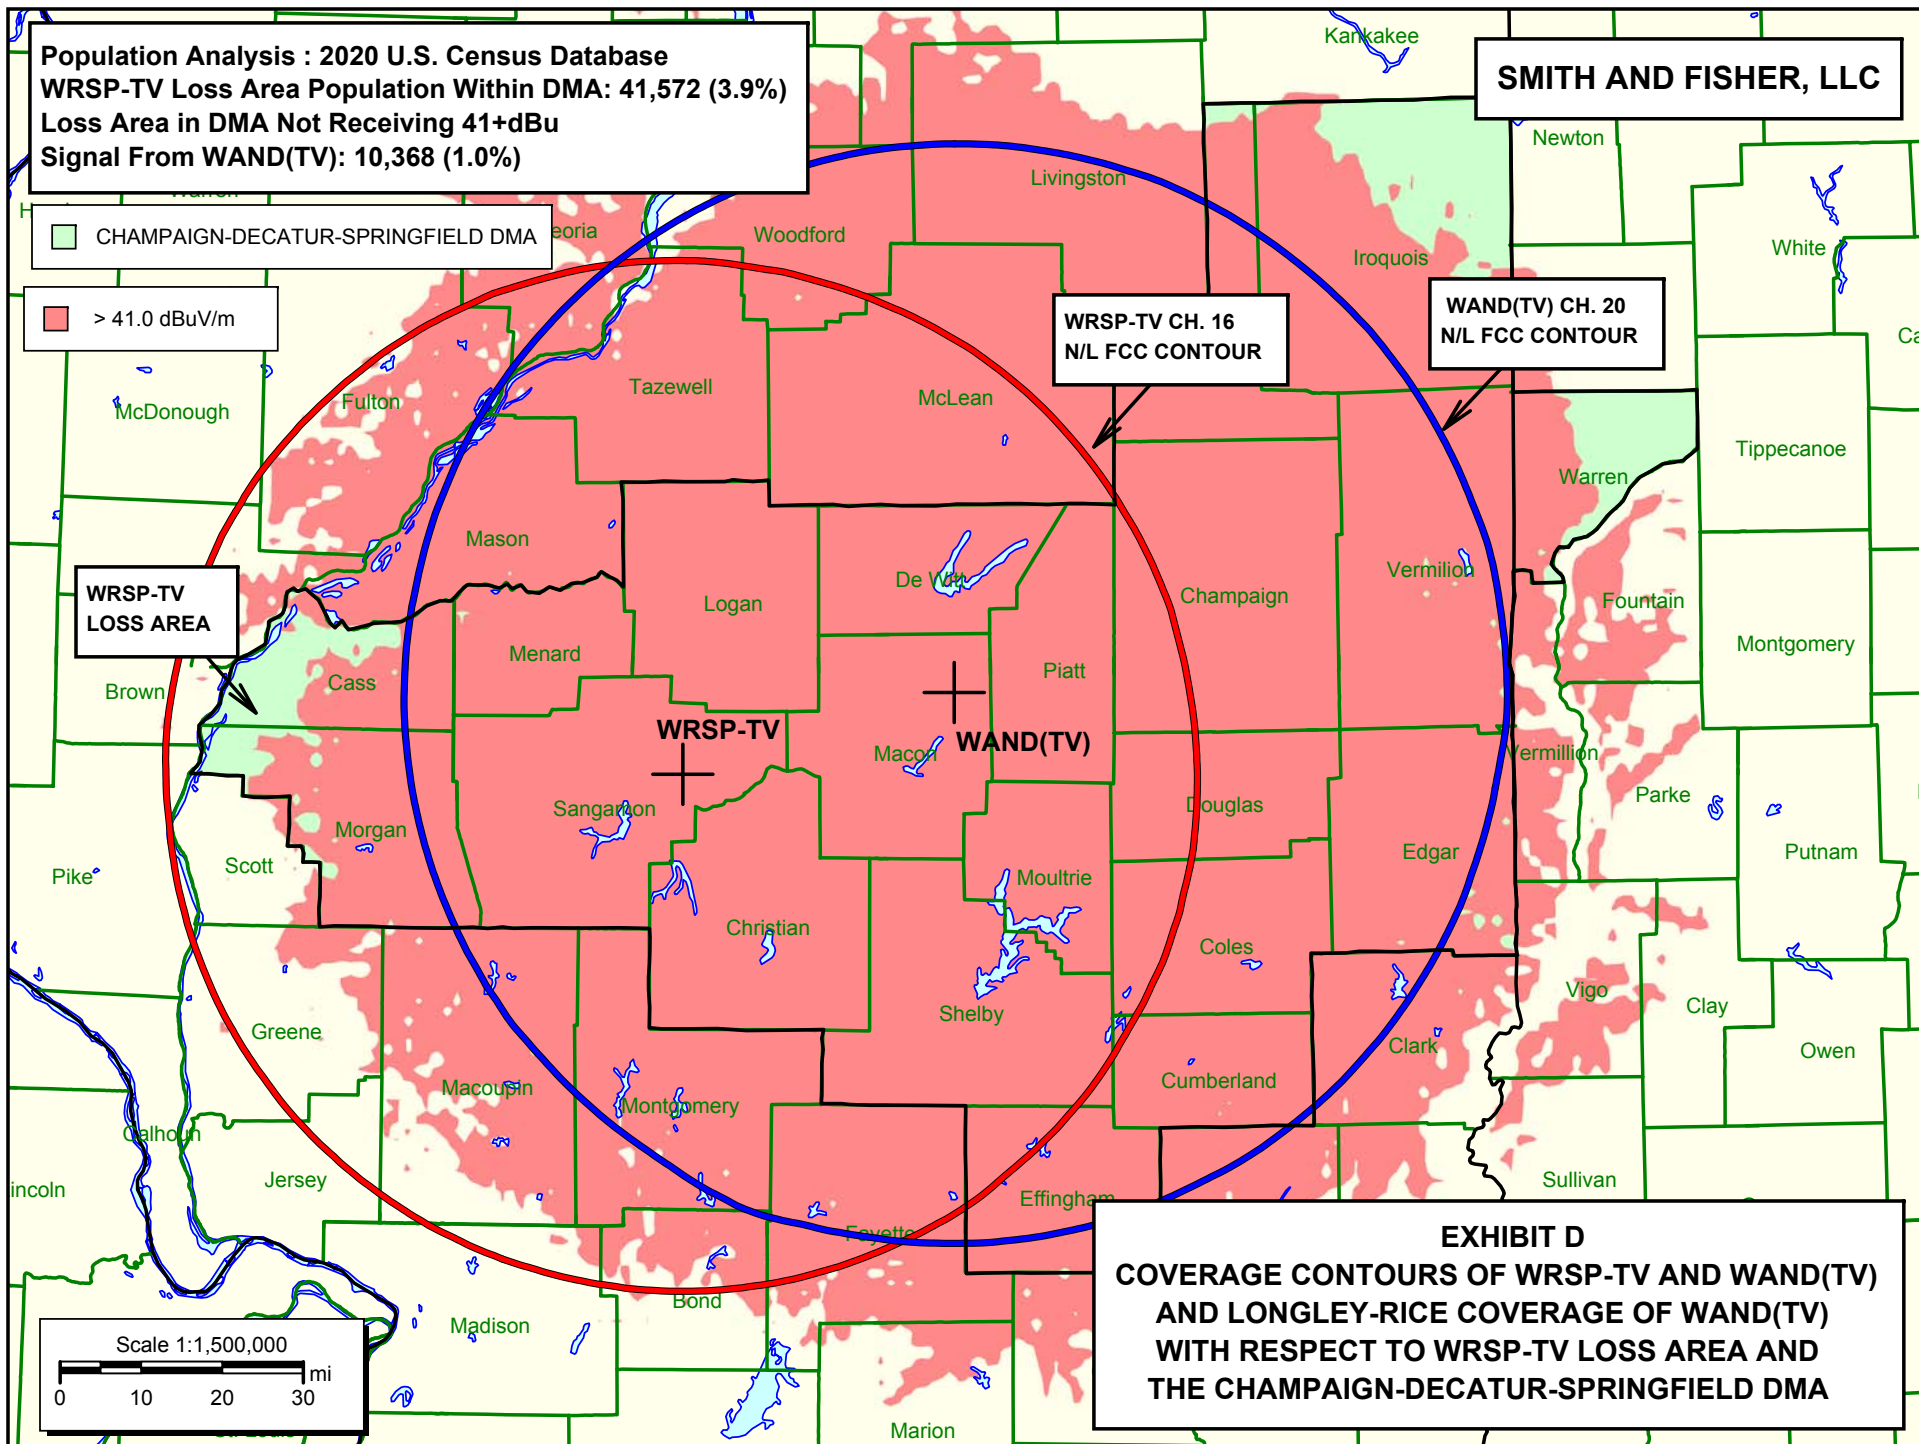 Population Analysis : 2020 U.S. Census Database
WRSP-TV Loss Area Population Within DMA: 41,572 (3.9%)
Loss Area in DMA Not Receiving 41+dBu
Signal From WAND(TV): 10,368 (1.0%)
SMITH AND FISHER, LLC
CHAMPAIGN-DECATUR-SPRINGFIELD DMA
> 41.0 dBuV/m
Kankakee
Newton
Livingston
Woodford
White
Iroquois
WRSP-TV CH. 16
N/L FCC CONTOUR
WAND(TV) CH. 20
N/L FCC CONTOUR
Tazewell
McLean
Fulton
McDonough
Tippecanoe
Warren
Mason
De Witt
Vermilion
Champaign
Logan
Fountain
WRSP-TV
LOSS AREA
Menard
Montgomery
Piatt
Cass
Brown
WRSP-TV
WAND(TV)
Macon
Vermillion
Parke
Douglas
Sangamon
Morgan
Edgar
Putnam
Scott
Pike
Moultrie
Christian
Coles
Vigo
Clay
Shelby
Greene
Clark
Owen
Cumberland
Macoupin
Montgomery
Calhoun
Jersey
Sullivan
incoln
Effingham
Fayette
Bond
Madison
Marion
Scale 1:1,500,000
mi
0 10 20 30
EXHIBIT D
COVERAGE CONTOURS OF WRSP-TV AND WAND(TV)
AND LONGLEY-RICE COVERAGE OF WAND(TV)
WITH RESPECT TO WRSP-TV LOSS AREA AND
THE CHAMPAIGN-DECATUR-SPRINGFIELD DMA